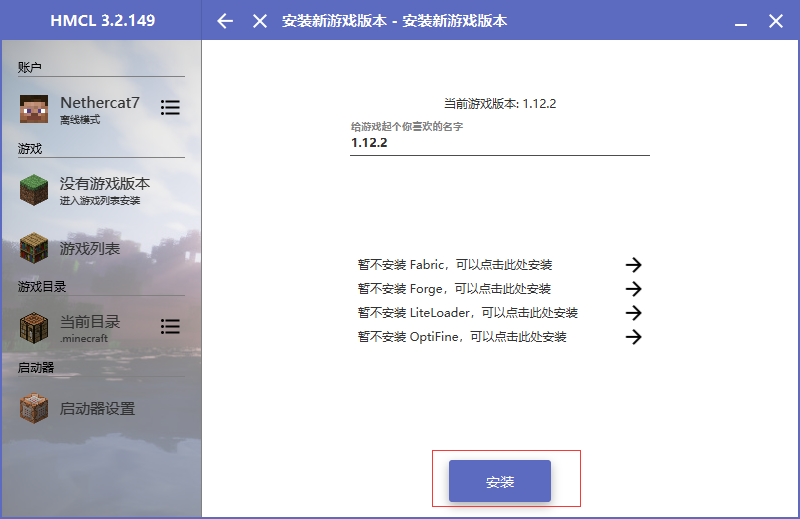 HMCL 3.2.149
安装新游戏版本 - 安装新游戏版本
账户
Nethercat7
离线模式
游戏
没有游戏版本
进入游戏列表安装
游戏列表
游戏目录
当前目录
.minecraft
启动器
启动器设置
当前游戏版本: 1.12.2
给游戏起个你喜欢的名字
1.12.2
暂不安装 Fabric，可以点击此处安装
暂不安装 Forge，可以点击此处安装
暂不安装 LiteLoader，可以点击此处安装
暂不安装 OptiFine，可以点击此处安装
安装